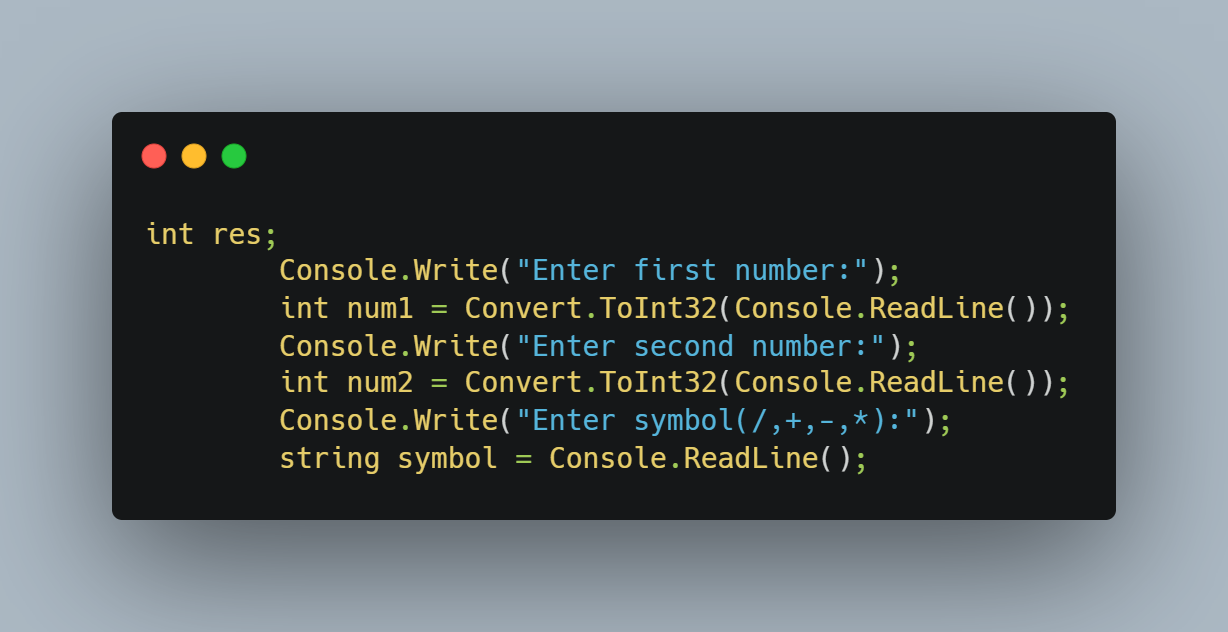 int res;
Console.Write("Enter first number:");
int num1 = Convert.ToInt32(Console.ReadLine());
Console.Write("Enter second number:");
int num2 = Convert.ToInt32(Console.ReadLine());
Console.Write("Enter symbol(/,+,-,*):");
string symbol = Console.ReadLine();